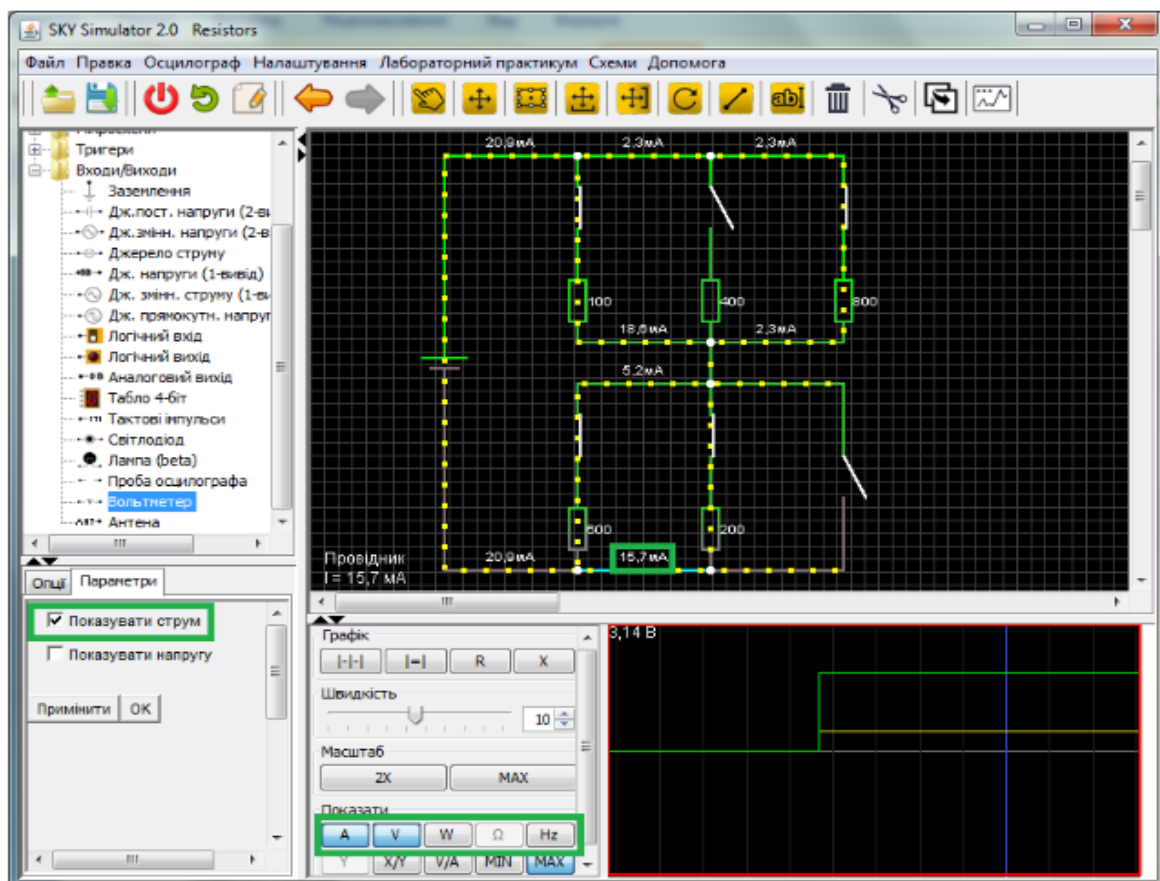 SKY Simulator 2.0 Resistors
Файл Правка Осцилограф Налаштування Лабораторний практикум Схеми Допомога
Тригери
Входи/Виходи
Заземлення
Дж.пост. напруги (2-ви
Дж.змінн. напруги (2-в
Джерело струму
Дж. напруги (1-вивід)
Дж. змінн. струму (1-ви
Дж. прямокутн. напруг
Логічний вхід
Логічний вихід
Аналоговий вихід
Табло 4-біт
Тактові імпульси
Світлодіод
Лампа (beta)
Проба осцилографа
Вольтметер
Антена
Опції Параметри
Показувати струм
Показувати напругу
Примінити OK
20,9мА 2,3мА 2,3мА
100 400 800
18,6мА 2,3мА
5,2мА
600 200
20,9мА 15,7мА
Провідник
I = 15,7 мА
Графік
|-|-| |=| R X
Швидкість
10
Масштаб
2X MAX
Показати
A V W Ω Hz
Y X/Y V/A MIN MAX
3,14 В